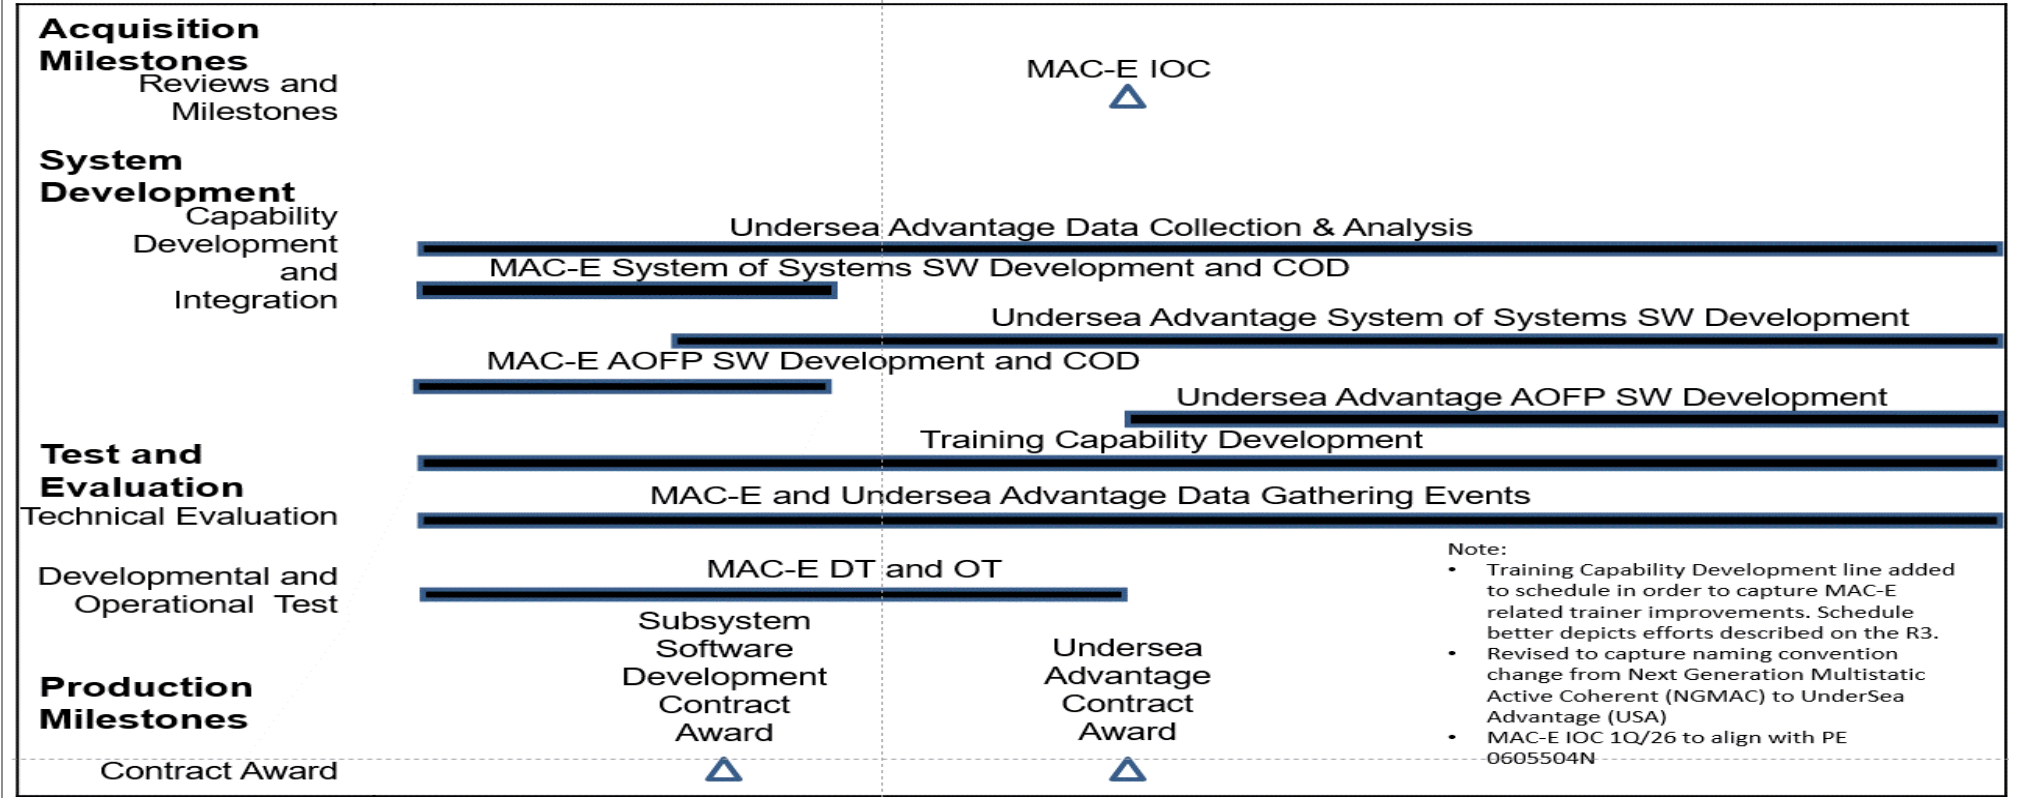 Acquisition
Milestones
Reviews and
Milestones
MAC-E IOC
System
Development
Capability
Development
and
Integration
Undersea Advantage Data Collection & Analysis
MAC-E System of Systems SW Development and COD
Undersea Advantage System of Systems SW Development
MAC-E AOFP SW Development and COD
Undersea Advantage AOFP SW Development
Training Capability Development
Test and
Evaluation
Technical Evaluation
MAC-E and Undersea Advantage Data Gathering Events
Developmental and
Operational  Test
MAC-E DT and OT
Production
Milestones
Contract Award
Subsystem
Software
Development
Contract
Award
Undersea
Advantage
Contract
Award
Note:
• Training Capability Development line added
to schedule in order to capture MAC-E
related trainer improvements. Schedule
better depicts efforts described on the R3.
• Revised to capture naming convention
change from Next Generation Multistatic
Active Coherent (NGMAC) to UnderSea
Advantage (USA)
• MAC-E IOC 1Q/26 to align with PE
0605504N